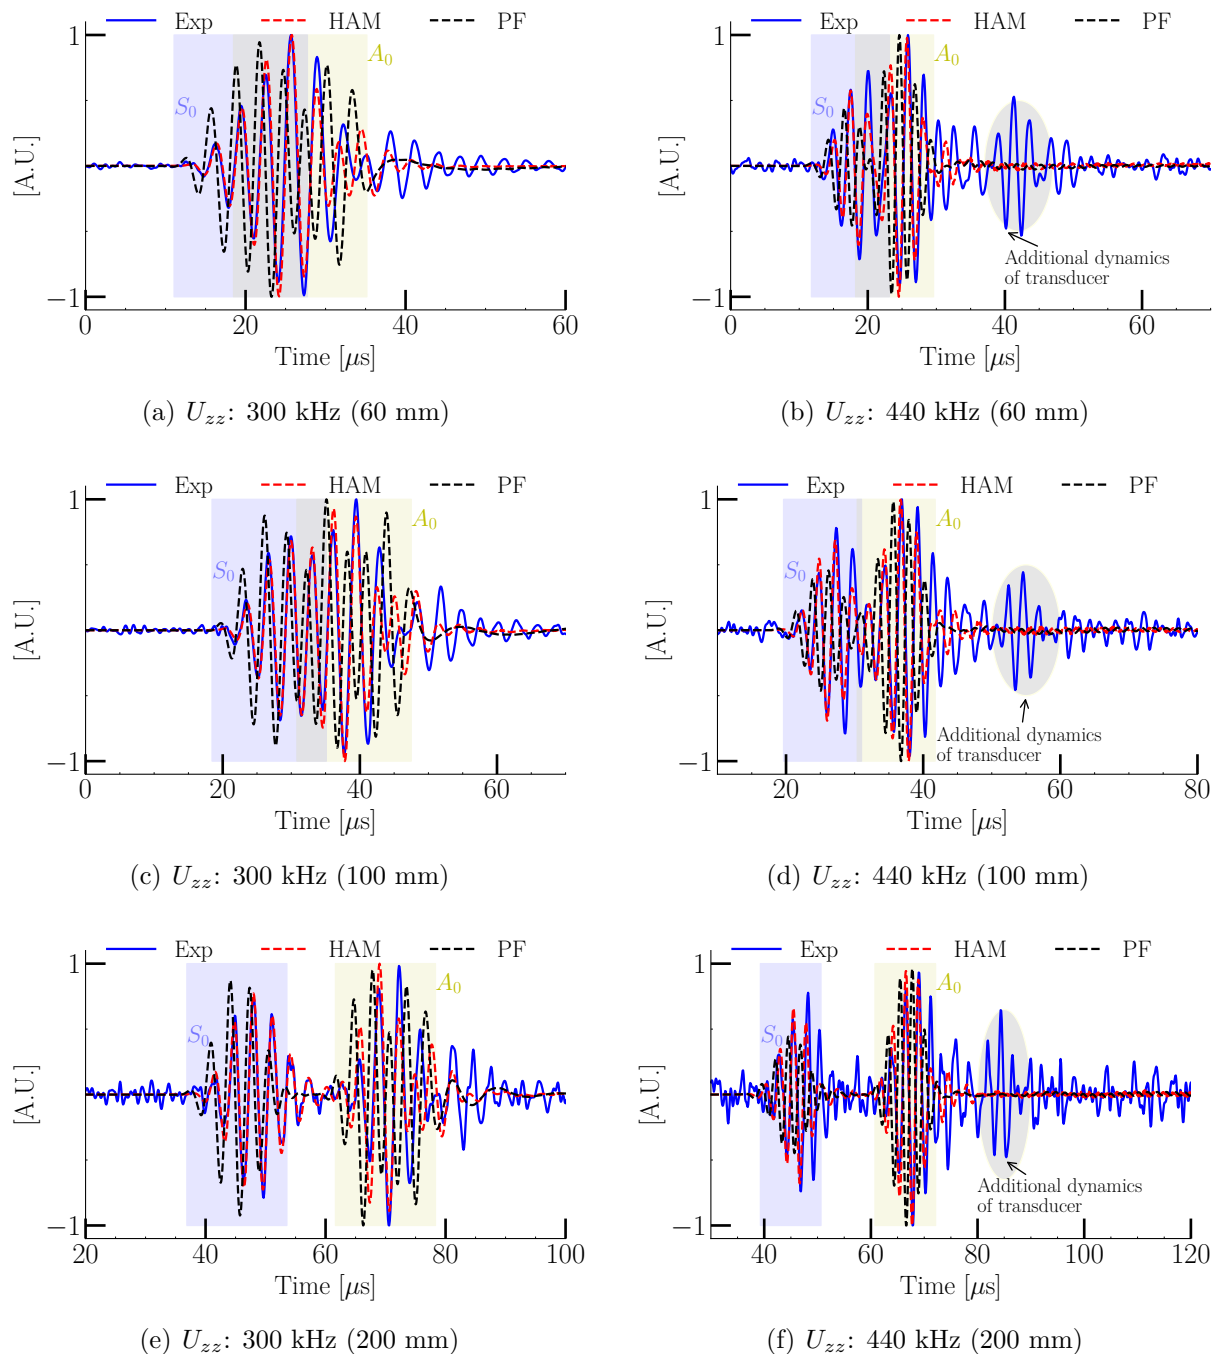 Exp HAM PF
Exp HAM PF
1
A₀
S₀
[A.U.]
−1
0 20 40 60
Time [μs]
(a) U_zz: 300 kHz (60 mm)
1
A₀
S₀
[A.U.]
Additional dynamics
of transducer
−1
0 20 40 60
Time [μs]
(b) U_zz: 440 kHz (60 mm)
Exp HAM PF
1
A₀
S₀
[A.U.]
−1
0 20 40 60
Time [μs]
(c) U_zz: 300 kHz (100 mm)
Exp HAM PF
1
A₀
S₀
[A.U.]
Additional dynamics
of transducer
−1
20 40 60 80
Time [μs]
(d) U_zz: 440 kHz (100 mm)
Exp HAM PF
1
A₀
S₀
[A.U.]
−1
20 40 60 80 100
Time [μs]
(e) U_zz: 300 kHz (200 mm)
Exp HAM PF
1
A₀
S₀
[A.U.]
Additional dynamics
of transducer
−1
40 60 80 100 120
Time [μs]
(f) U_zz: 440 kHz (200 mm)